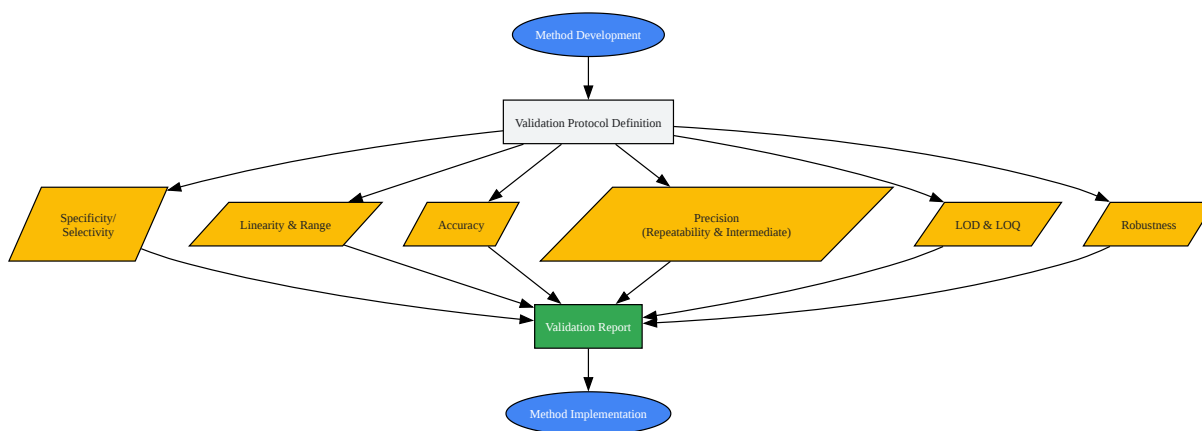 Method Development
Validation Protocol Definition
Specificity/
Selectivity
Linearity & Range
Accuracy
Precision
(Repeatability & Intermediate)
LOD & LOQ
Robustness
Validation Report
Method Implementation